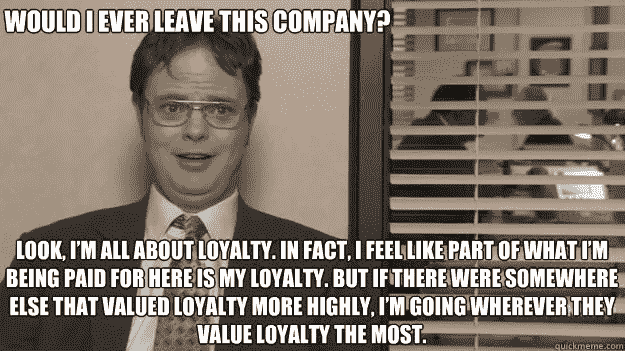 WOULD I EVER LEAVE THIS COMPANY?
LOOK, I'M ALL ABOUT LOYALTY. IN FACT, I FEEL LIKE PART OF WHAT I'M
BEING PAID FOR HERE IS MY LOYALTY. BUT IF THERE WERE SOMEWHERE
ELSE THAT VALUED LOYALTY MORE HIGHLY, I'M GOING WHEREVER THEY
VALUE LOYALTY THE MOST.
quickmeme.com